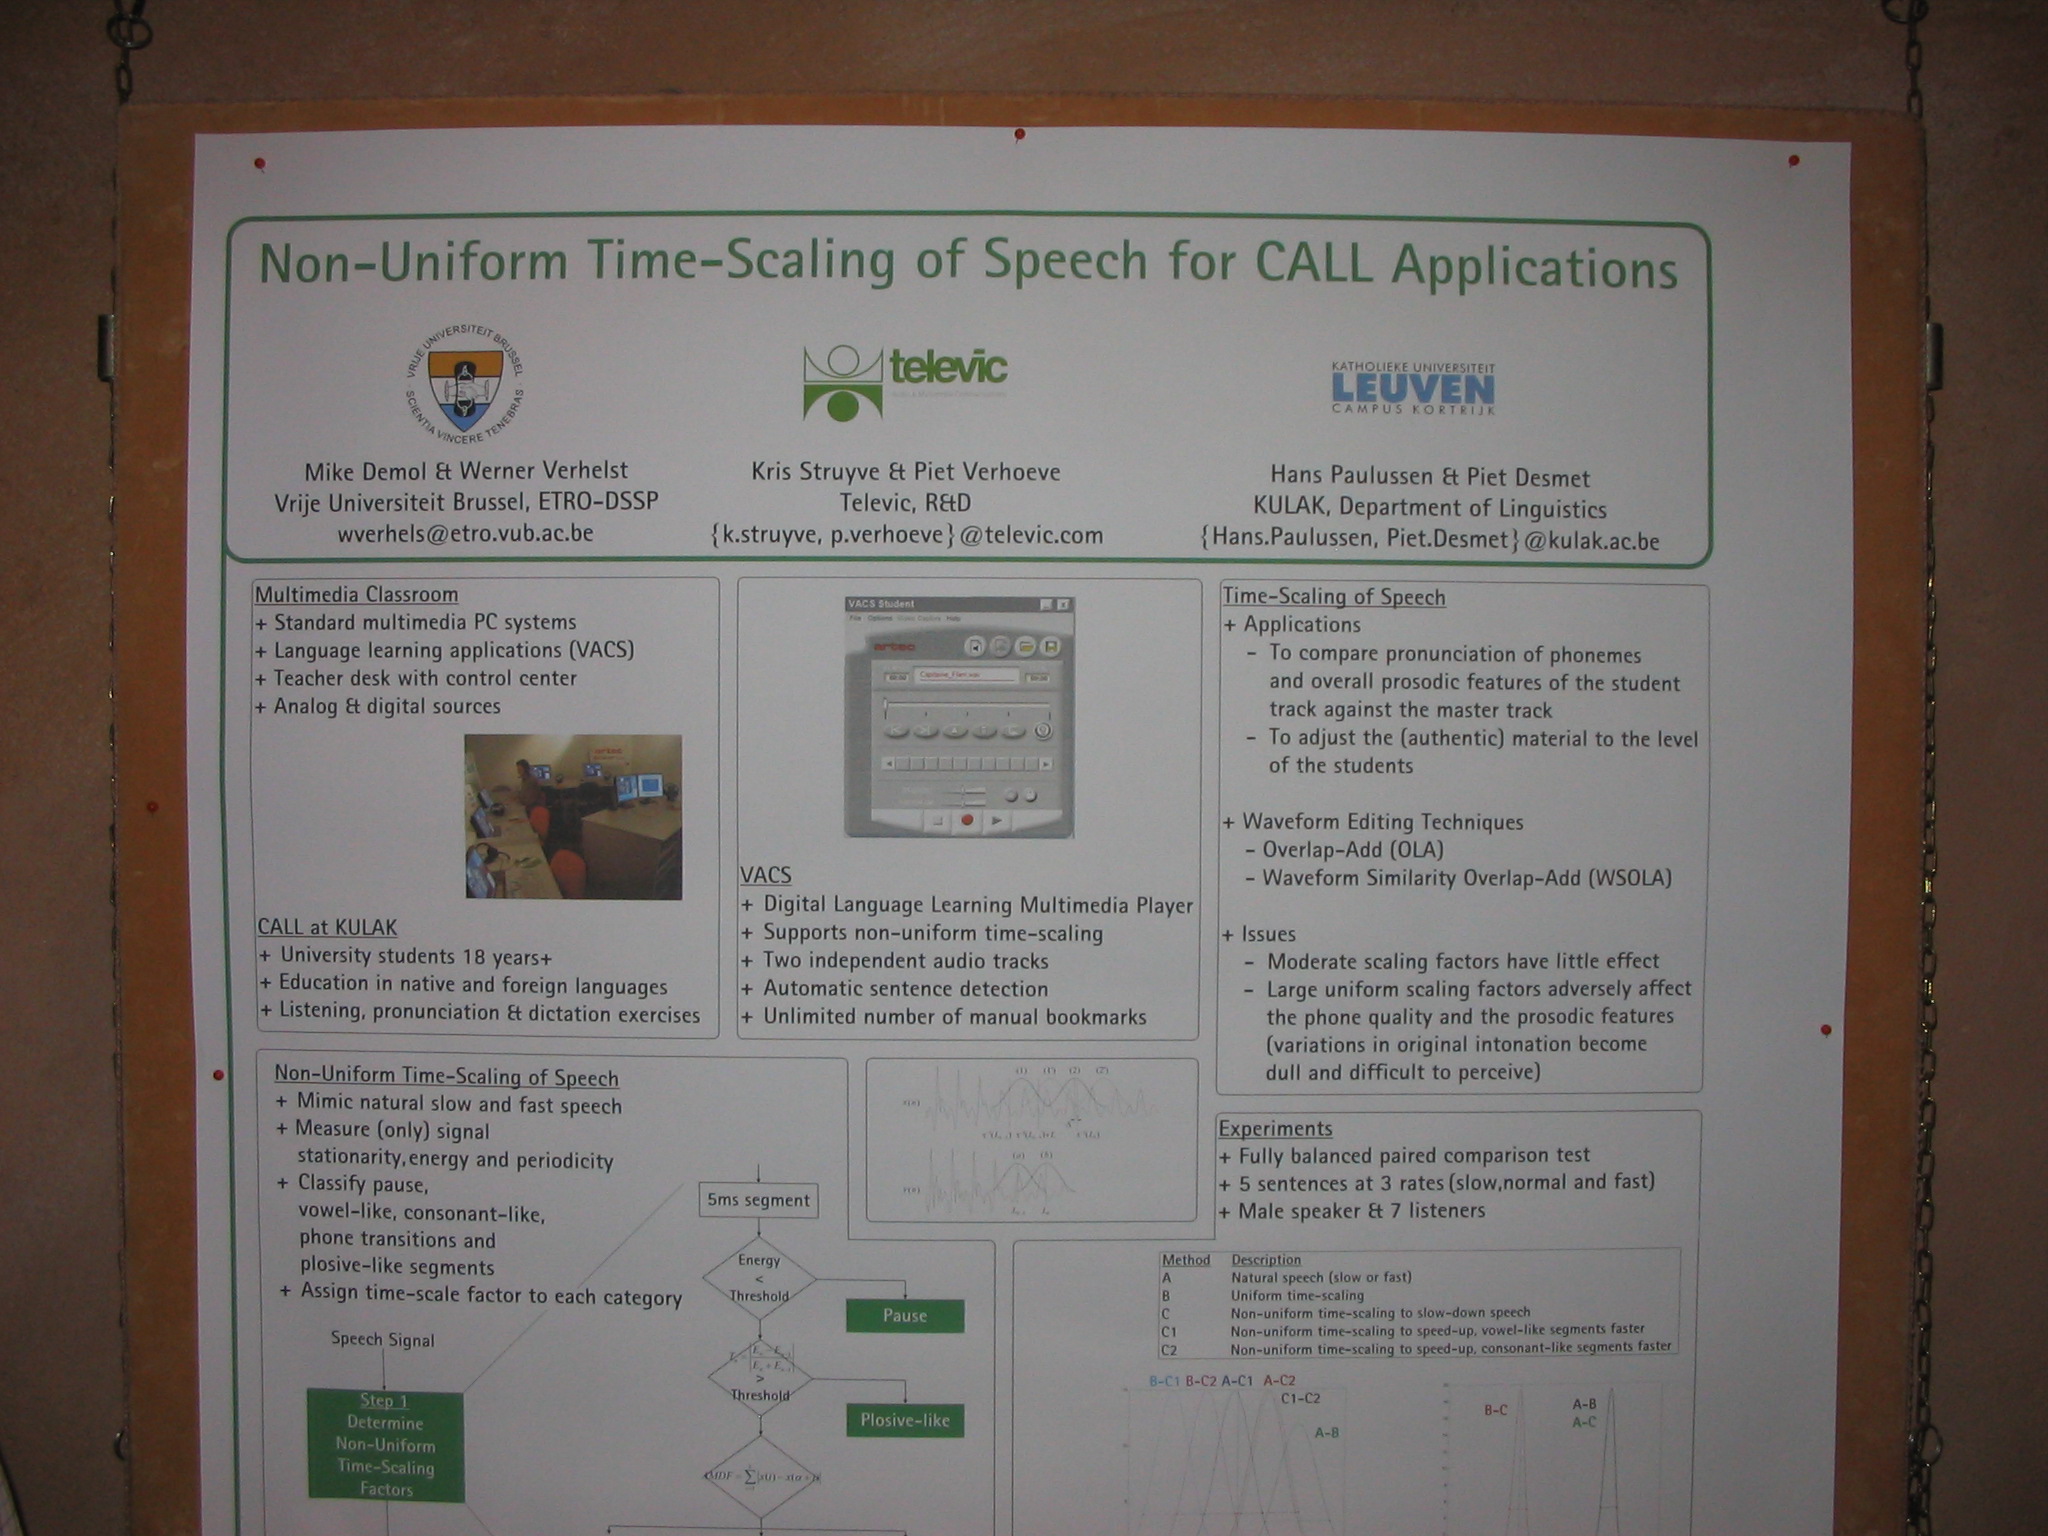 Non-Uniform Time-Scaling of Speech for CALL Applications
VRIJE UNIVERSITEIT BRUSSEL
SCIENTIA VINCERE TENEBRAS
televic
KATHOLIEKE UNIVERSITEIT
LEUVEN
CAMPUS KORTRIJK
Mike Demol & Werner Verhelst
Vrije Universiteit Brussel, ETRO-DSSP
wverhels@etro.vub.ac.be
Kris Struyve & Piet Verhoeve
Televic, R&D
{k.struyve, p.verhoeve}@televic.com
Hans Paulussen & Piet Desmet
KULAK, Department of Linguistics
{Hans.Paulussen, Piet.Desmet}@kulak.ac.be
Multimedia Classroom
+ Standard multimedia PC systems
+ Language learning applications (VACS)
+ Teacher desk with control center
+ Analog & digital sources
artec
CALL at KULAK
+ University students 18 years+
+ Education in native and foreign languages
+ Listening, pronunciation & dictation exercises
VACS Student
File Options Help
artec
VACS
+ Digital Language Learning Multimedia Player
+ Supports non-uniform time-scaling
+ Two independent audio tracks
+ Automatic sentence detection
+ Unlimited number of manual bookmarks
Time-Scaling of Speech
+ Applications
- To compare pronunciation of phonemes
and overall prosodic features of the student
track against the master track
- To adjust the (authentic) material to the level
of the students
+ Waveform Editing Techniques
- Overlap-Add (OLA)
- Waveform Similarity Overlap-Add (WSOLA)
+ Issues
- Moderate scaling factors have little effect
- Large uniform scaling factors adversely affect
the phone quality and the prosodic features
(variations in original intonation become
dull and difficult to perceive)
Non-Uniform Time-Scaling of Speech
+ Mimic natural slow and fast speech
+ Measure (only) signal
stationarity,energy and periodicity
+ Classify pause,
vowel-like, consonant-like,
phone transitions and
plosive-like segments
+ Assign time-scale factor to each category
Speech Signal
Step 1
Determine
Non-Uniform
Time-Scaling
Factors
5ms segment
Energy
<
Threshold
Pause
>
Threshold
Plosive-like
(1) (1') (2) (2')
(a) (b)
Experiments
+ Fully balanced paired comparison test
+ 5 sentences at 3 rates (slow,normal and fast)
+ Male speaker & 7 listeners
Method Description
A Natural speech (slow or fast)
B Uniform time-scaling
C Non-uniform time-scaling to slow-down speech
C1 Non-uniform time-scaling to speed-up, vowel-like segments faster
C2 Non-uniform time-scaling to speed-up, consonant-like segments faster
B-C1 B-C2 A-C1 A-C2
C1-C2
A-B
B-C
A-B
A-C